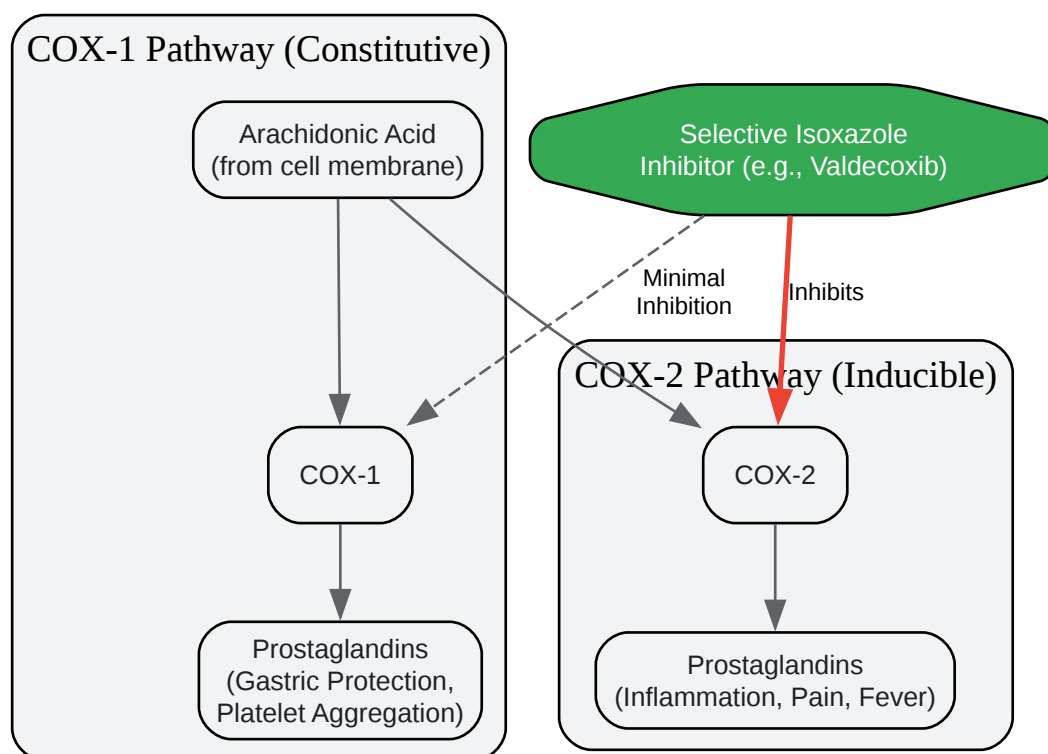 COX-1 Pathway (Constitutive)
Arachidonic Acid
(from cell membrane)
Selective Isoxazole
Inhibitor (e.g., Valdecoxib)
Minimal
Inhibition
Inhibits
COX-2 Pathway (Inducible)
COX-1
COX-2
Prostaglandins
(Gastric Protection,
Platelet Aggregation)
Prostaglandins
(Inflammation, Pain, Fever)